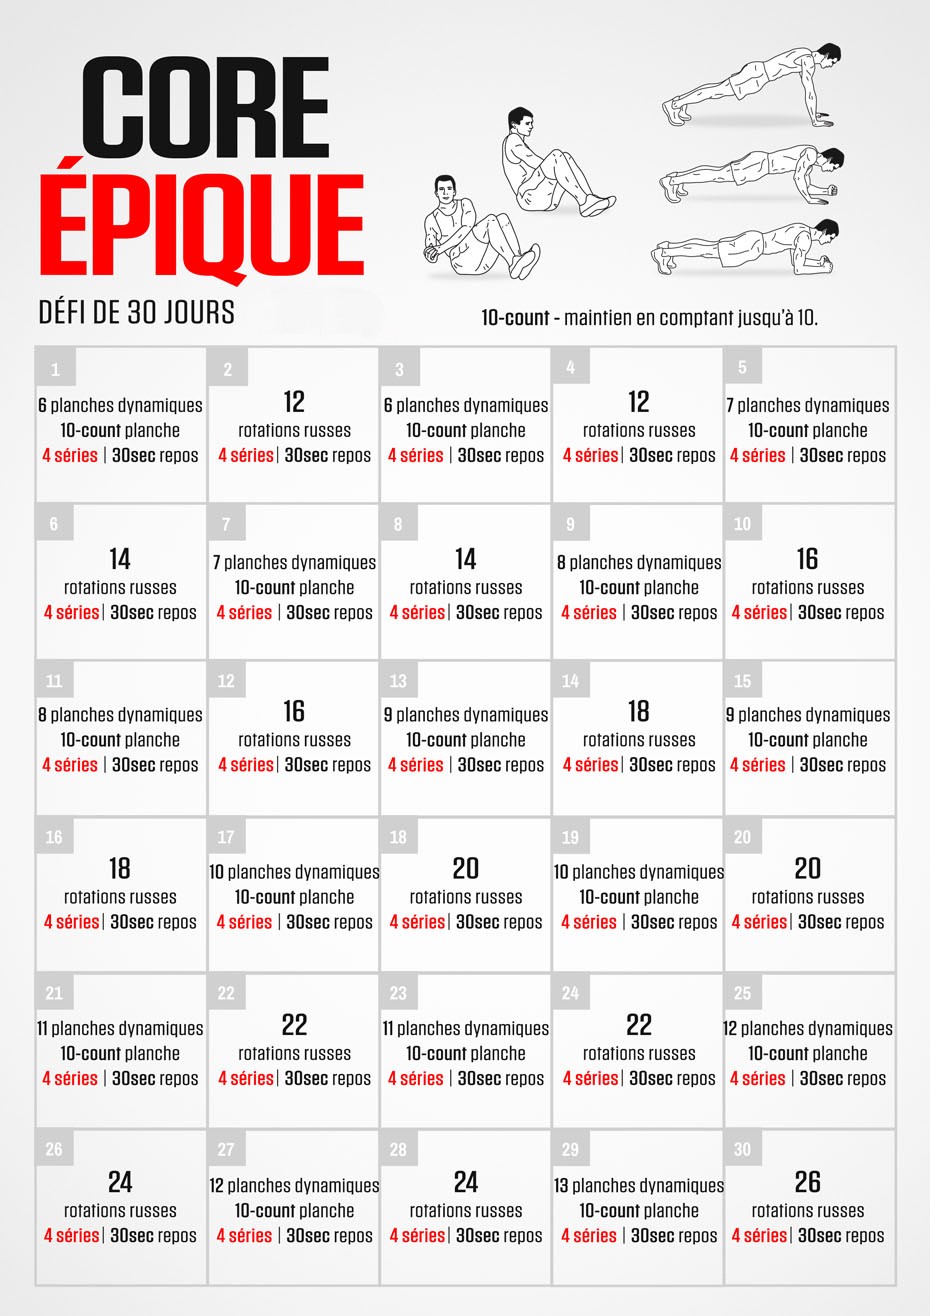 CORE
ÉPIQUE
DÉFI DE 30 JOURS
10-count - maintien en comptant jusqu'à 10.
1
6 planches dynamiques
10-count planche
4 séries | 30sec repos
2
12
rotations russes
4 séries | 30sec repos
3
6 planches dynamiques
10-count planche
4 séries | 30sec repos
4
12
rotations russes
4 séries | 30sec repos
5
7 planches dynamiques
10-count planche
4 séries | 30sec repos
6
14
rotations russes
4 séries | 30sec repos
7
7 planches dynamiques
10-count planche
4 séries | 30sec repos
8
14
rotations russes
4 séries | 30sec repos
9
8 planches dynamiques
10-count planche
4 séries | 30sec repos
10
16
rotations russes
4 séries | 30sec repos
11
8 planches dynamiques
10-count planche
4 séries | 30sec repos
12
16
rotations russes
4 séries | 30sec repos
13
9 planches dynamiques
10-count planche
4 séries | 30sec repos
14
18
rotations russes
4 séries | 30sec repos
15
9 planches dynamiques
10-count planche
4 séries | 30sec repos
16
18
rotations russes
4 séries | 30sec repos
17
10 planches dynamiques
10-count planche
4 séries | 30sec repos
18
20
rotations russes
4 séries | 30sec repos
19
10 planches dynamiques
10-count planche
4 séries | 30sec repos
20
20
rotations russes
4 séries | 30sec repos
21
11 planches dynamiques
10-count planche
4 séries | 30sec repos
22
22
rotations russes
4 séries | 30sec repos
23
11 planches dynamiques
10-count planche
4 séries | 30sec repos
24
22
rotations russes
4 séries | 30sec repos
25
12 planches dynamiques
10-count planche
4 séries | 30sec repos
26
24
rotations russes
4 séries | 30sec repos
27
12 planches dynamiques
10-count planche
4 séries | 30sec repos
28
24
rotations russes
4 séries | 30sec repos
29
13 planches dynamiques
10-count planche
4 séries | 30sec repos
30
26
rotations russes
4 séries | 30sec repos